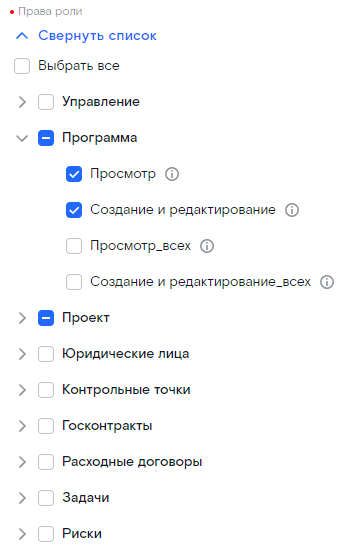 Права роли
Свернуть список
Выбрать все
Управление
Программа
Просмотр
Создание и редактирование
Просмотр_всех
Создание и редактирование_всех
Проект
Юридические лица
Контрольные точки
Госконтракты
Расходные договоры
Задачи
Риски